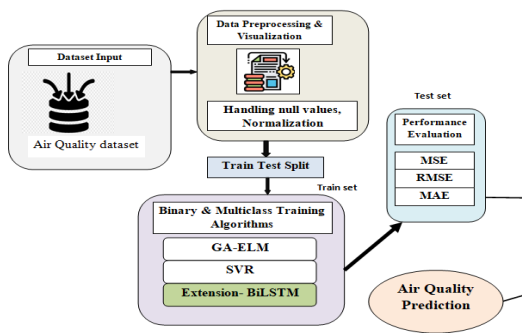 Dataset Input
Air Quality dataset
Data Preprocessing &
Visualization
Handling null values,
Normalization
Train Test Split
Train set
Binary & Multiclass Training
Algorithms
GA-ELM
SVR
Extension- BiLSTM
Test set
Performance
Evaluation
MSE
RMSE
MAE
Air Quality
Prediction